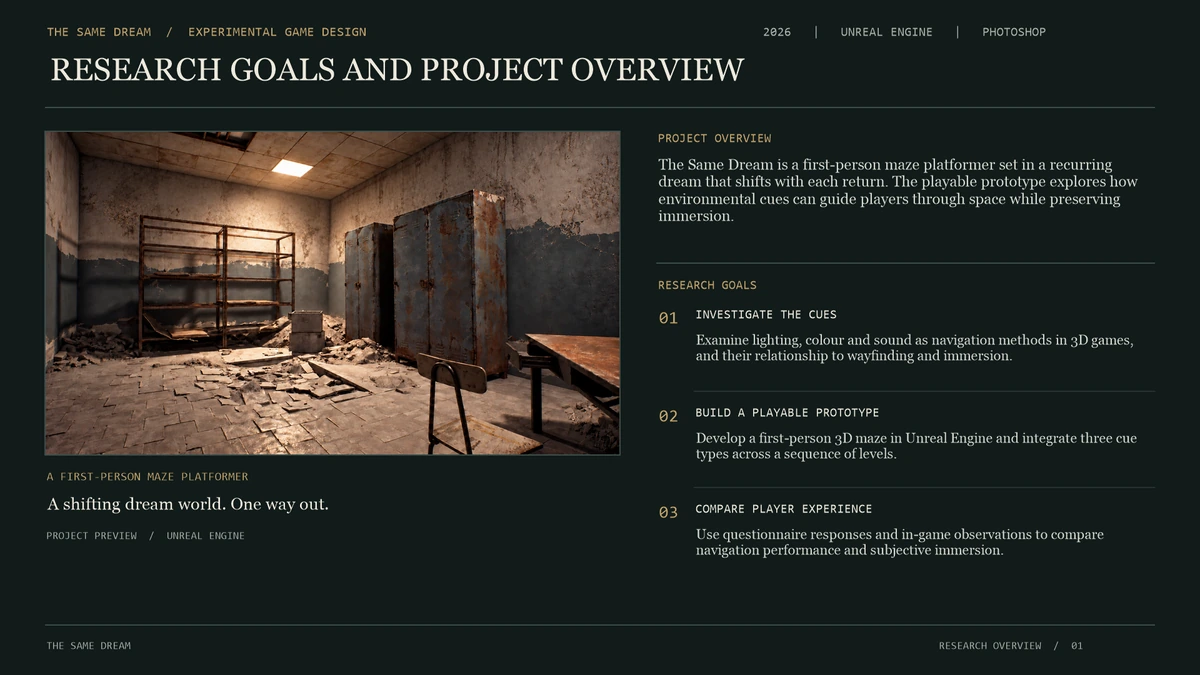 THE SAME DREAM / EXPERIMENTAL GAME DESIGN
2026 | UNREAL ENGINE | PHOTOSHOP
RESEARCH GOALS AND PROJECT OVERVIEW
A FIRST-PERSON MAZE PLATFORMER
A shifting dream world. One way out.
PROJECT PREVIEW / UNREAL ENGINE
PROJECT OVERVIEW
The Same Dream is a first-person maze platformer set in a recurring
dream that shifts with each return. The playable prototype explores how
environmental cues can guide players through space while preserving
immersion.
RESEARCH GOALS
01 INVESTIGATE THE CUES
Examine lighting, colour and sound as navigation methods in 3D games,
and their relationship to wayfinding and immersion.
02 BUILD A PLAYABLE PROTOTYPE
Develop a first-person 3D maze in Unreal Engine and integrate three cue
types across a sequence of levels.
03 COMPARE PLAYER EXPERIENCE
Use questionnaire responses and in-game observations to compare
navigation performance and subjective immersion.
THE SAME DREAM
RESEARCH OVERVIEW / 01